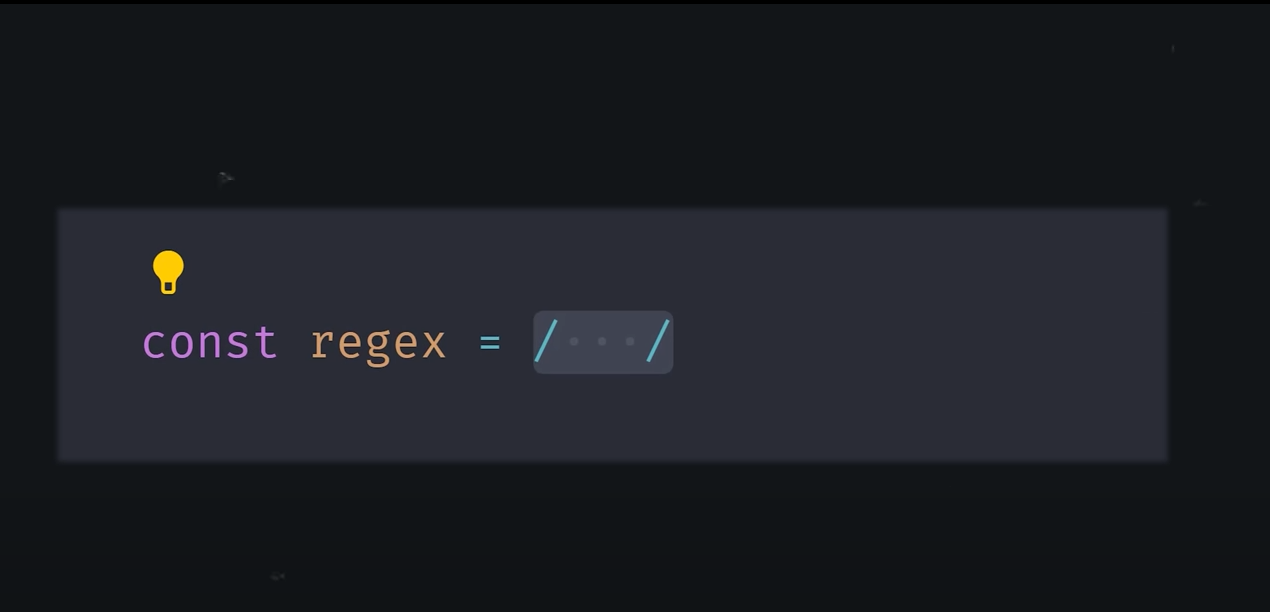 const regex = /···/